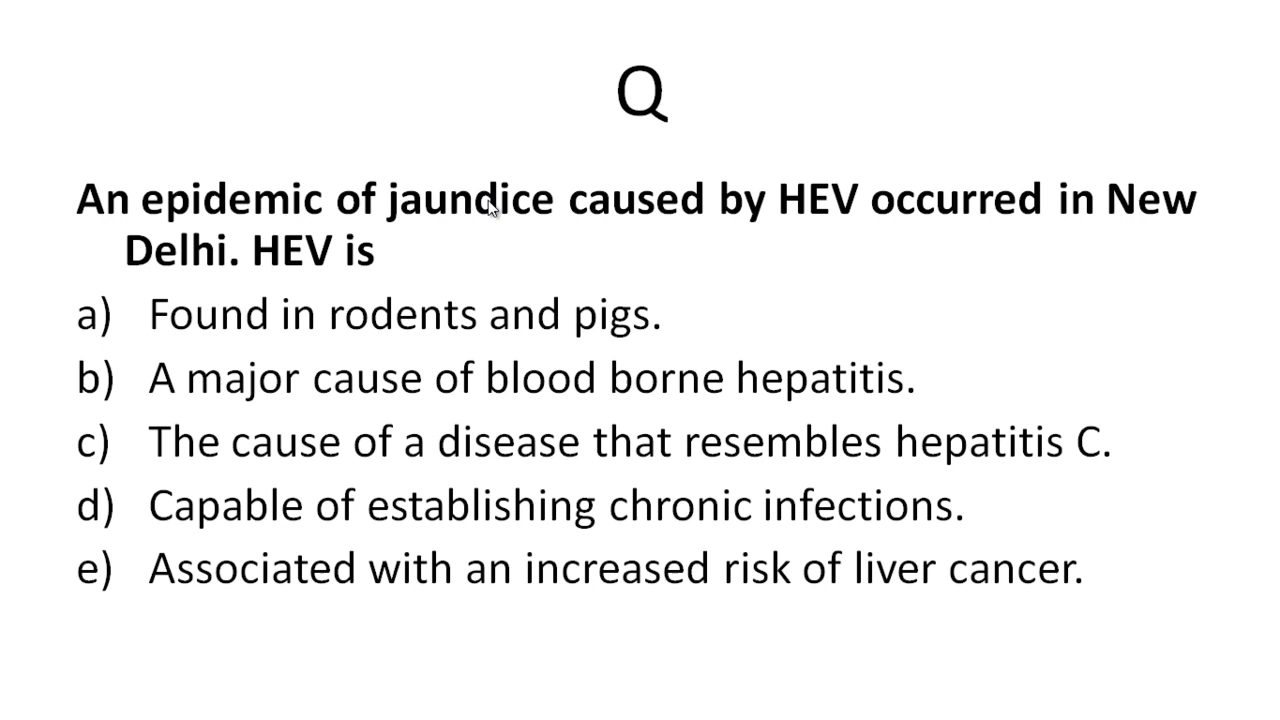 Q
An epidemic of jaundice caused by HEV occurred in New
Delhi. HEV is
a) Found in rodents and pigs.
b) A major cause of blood borne hepatitis.
c) The cause of a disease that resembles hepatitis C.
d) Capable of establishing chronic infections.
e) Associated with an increased risk of liver cancer.